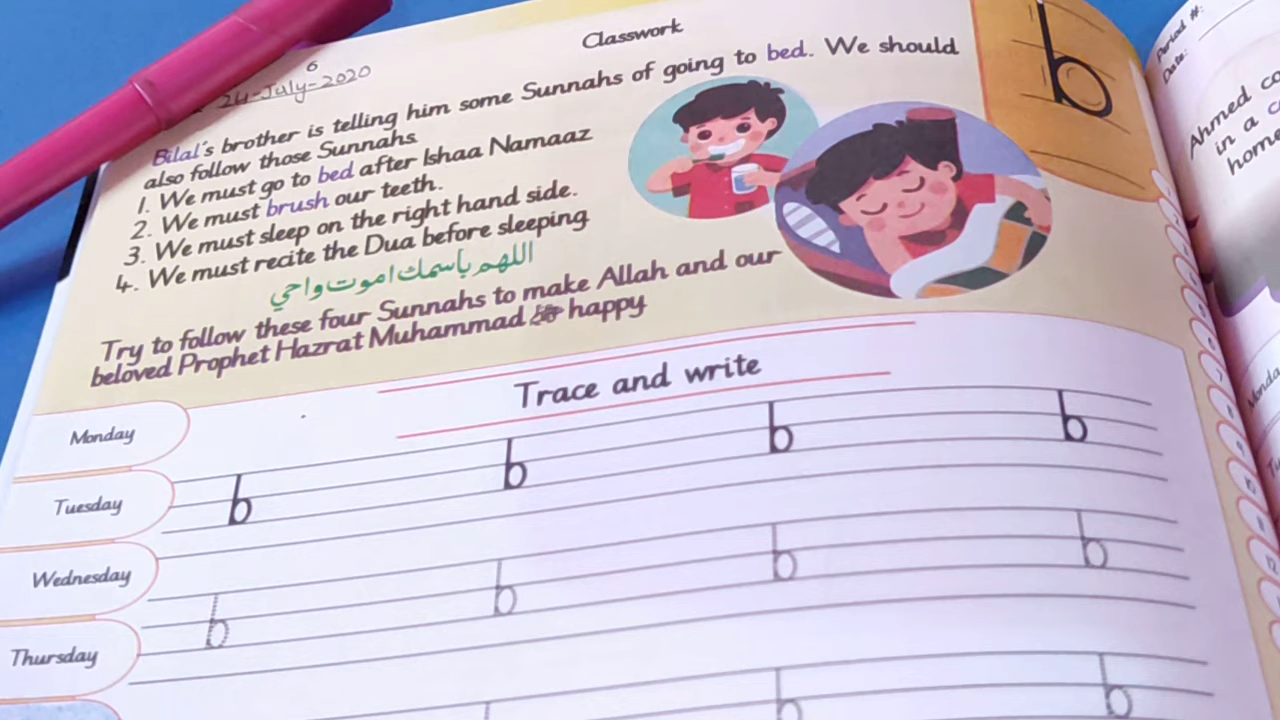 Classwork
24-July-2020
6
Bilal's brother is telling him some Sunnahs of going to bed. We should
also follow those Sunnahs.
1. We must go to bed after Ishaa Namaaz
2. We must brush our teeth.
3. We must sleep on the right hand side.
4. We must recite the Dua before sleeping
اللهم بأسمك اموت واحي
Try to follow these four Sunnahs to make Allah and our
beloved Prophet Hazrat Muhammad ﷺ happy
b
Trace and write
Monday
b b b b
Tuesday
Wednesday
b b b b
Thursday
b b
Period #:
Date:
Ahmed
in a
home